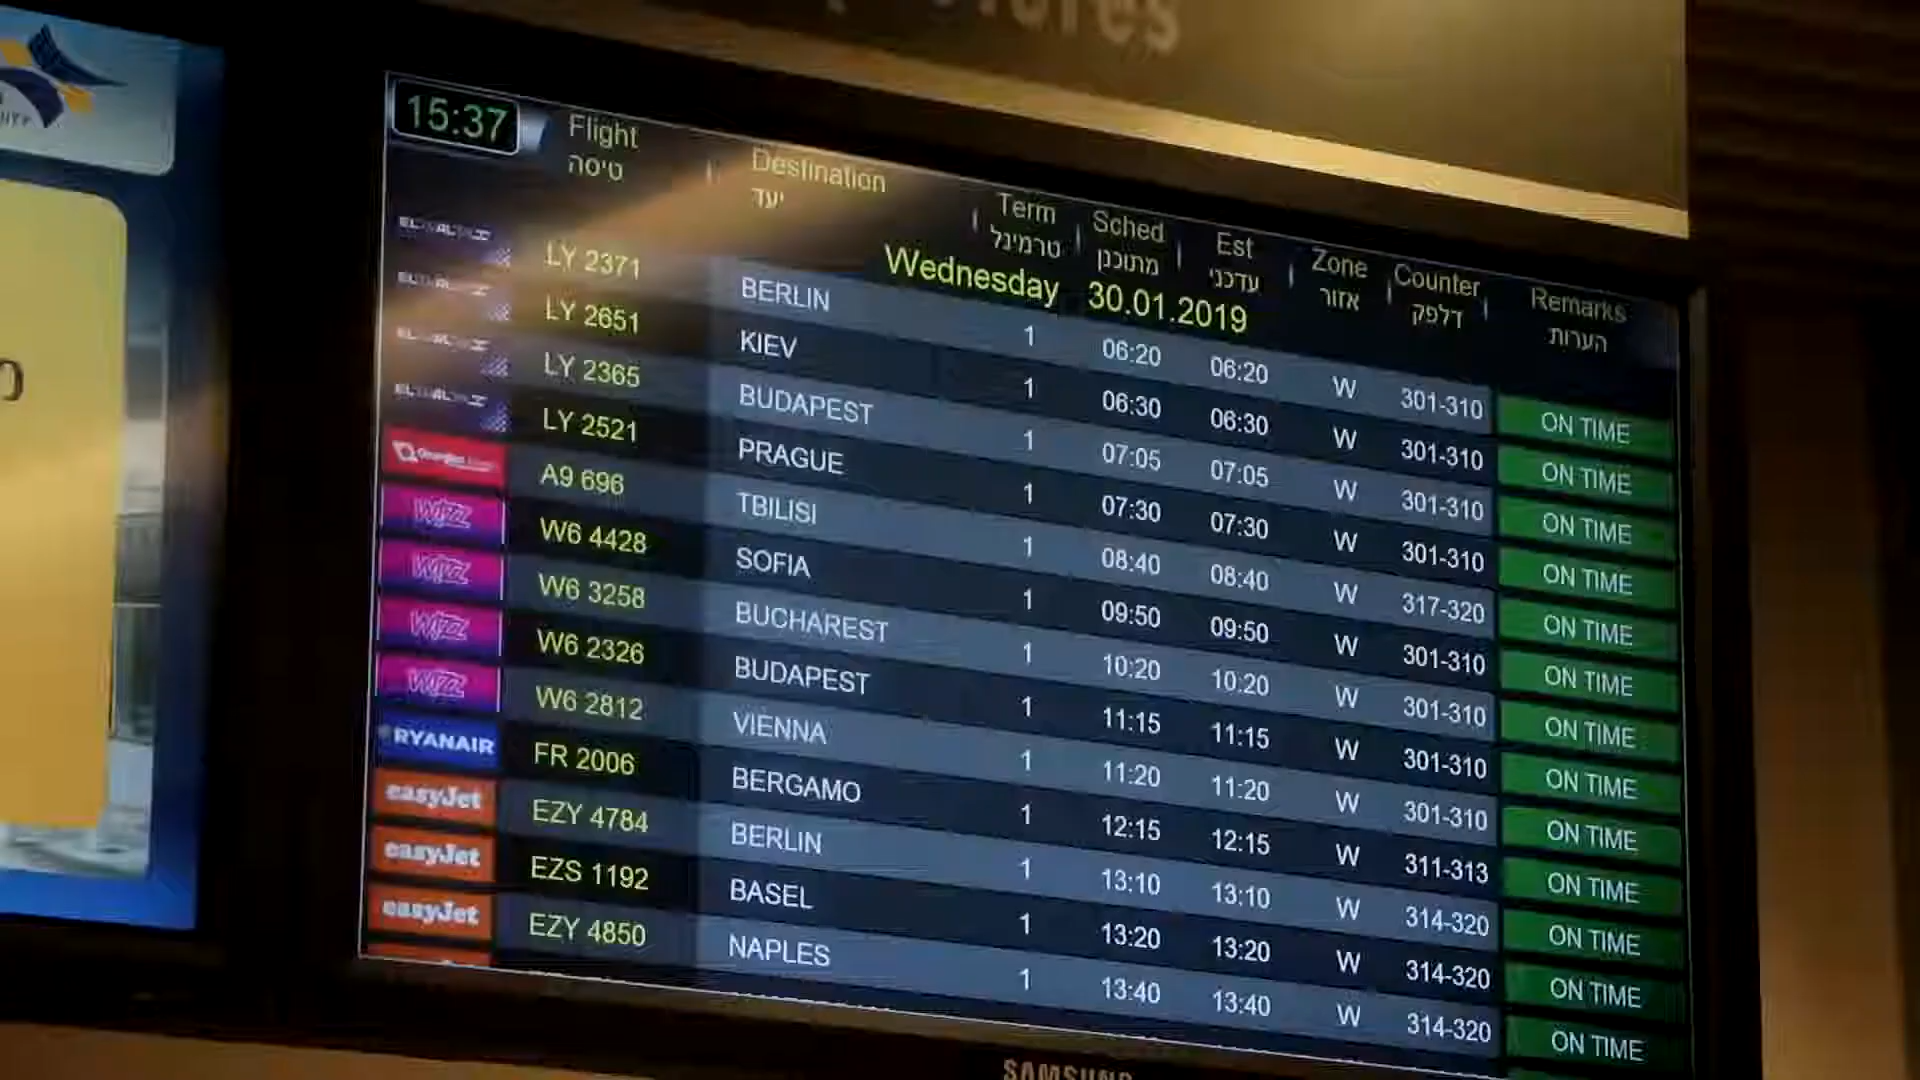 15:37
Flight Destination Term Sched Est Zone Counter Remarks
טיסה יעד טרמינל מתוכנן עדכני אזור דלפק הערות
Wednesday 30.01.2019
LY 2371 BERLIN 1 06:20 06:20 W 301-310 ON TIME
LY 2651 KIEV 1 06:30 06:30 W 301-310 ON TIME
LY 2365 BUDAPEST 1 07:05 07:05 W 301-310 ON TIME
LY 2521 PRAGUE 1 07:30 07:30 W 301-310 ON TIME
A9 696 TBILISI 1 08:40 08:40 W 317-320 ON TIME
WIZZ W6 4428 SOFIA 1 09:50 09:50 W 301-310 ON TIME
WIZZ W6 3258 BUCHAREST 1 10:20 10:20 W 301-310 ON TIME
WIZZ W6 2326 BUDAPEST 1 11:15 11:15 W 301-310 ON TIME
WIZZ W6 2812 VIENNA 1 11:20 11:20 W 301-310 ON TIME
RYANAIR FR 2006 BERGAMO 1 12:15 12:15 W 311-313 ON TIME
easyJet EZY 4784 BERLIN 1 13:10 13:10 W 314-320 ON TIME
easyJet EZS 1192 BASEL 1 13:20 13:20 W 314-320 ON TIME
easyJet EZY 4850 NAPLES 1 13:40 13:40 W 314-320 ON TIME
SAMSUNG